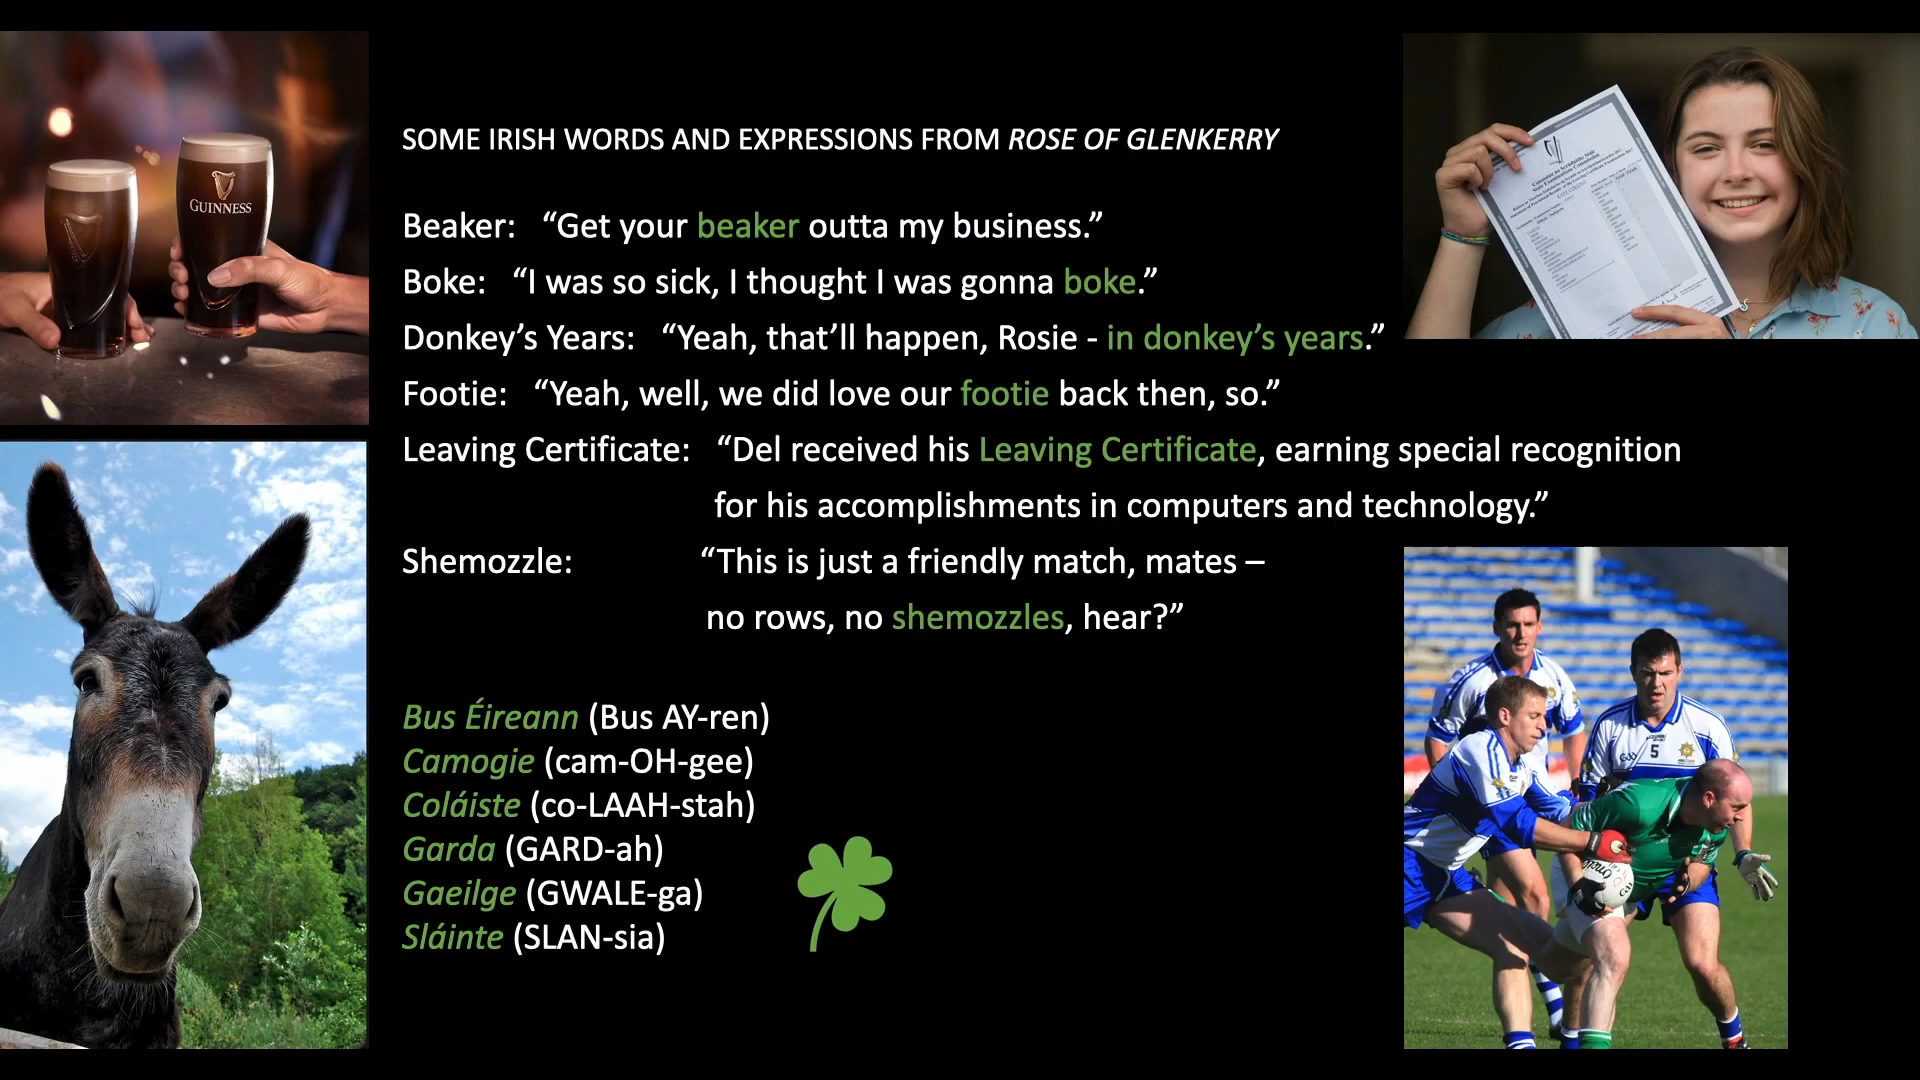 SOME IRISH WORDS AND EXPRESSIONS FROM ROSE OF GLENKERRY
Beaker: “Get your beaker outta my business.”
Boke: “I was so sick, I thought I was gonna boke.”
Donkey’s Years: “Yeah, that’ll happen, Rosie - in donkey’s years.”
Footie: “Yeah, well, we did love our footie back then, so.”
Leaving Certificate: “Del received his Leaving Certificate, earning special recognition
for his accomplishments in computers and technology.”
Shemozzle: “This is just a friendly match, mates –
no rows, no shemozzles, hear?”
Bus Éireann (Bus AY-ren)
Camogie (cam-OH-gee)
Coláiste (co-LAAH-stah)
Garda (GARD-ah)
Gaeilge (GWALE-ga)
Sláinte (SLAN-sia)
GUINNESS
5